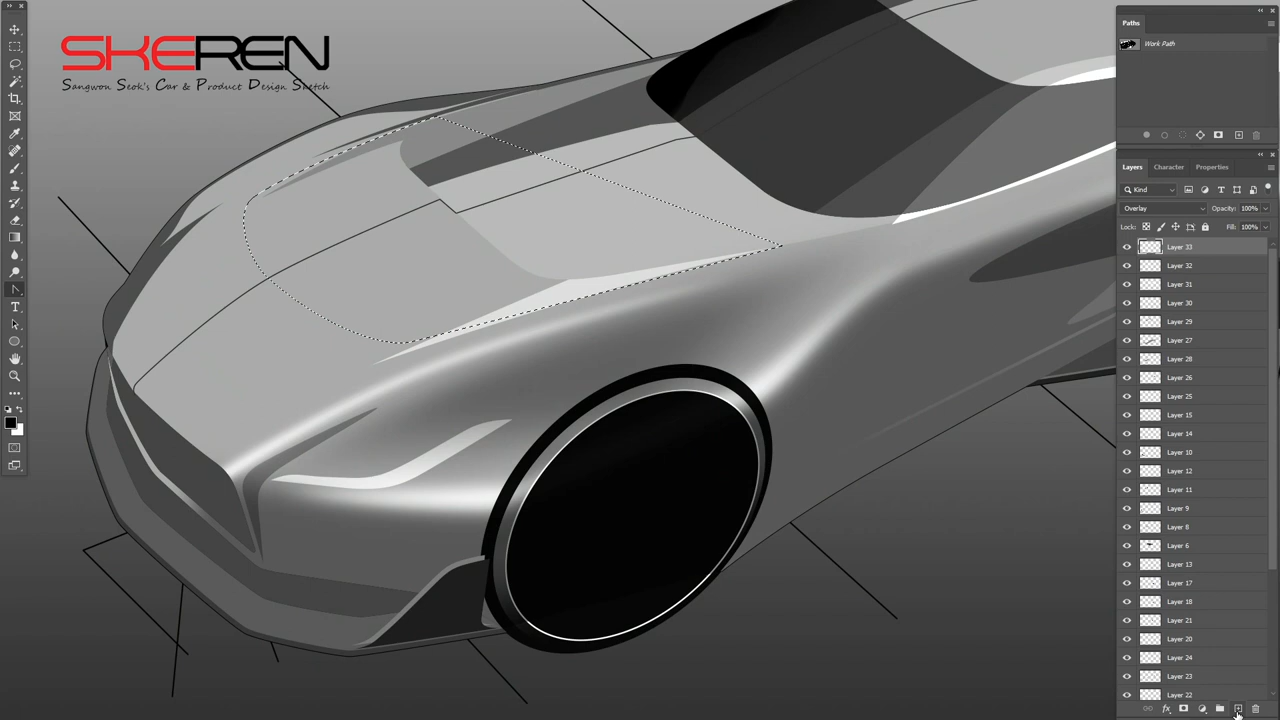 SKEREN
Sangwon Seok's Car & Product Design Sketch
Paths
Work Path
Layers
Character
Properties
Kind
Overlay
Opacity: 100%
Lock:
Fill: 100%
Layer 33
Layer 32
Layer 31
Layer 30
Layer 29
Layer 27
Layer 28
Layer 26
Layer 25
Layer 15
Layer 14
Layer 10
Layer 12
Layer 11
Layer 9
Layer 8
Layer 6
Layer 13
Layer 17
Layer 18
Layer 21
Layer 20
Layer 24
Layer 23
Layer 22
fx